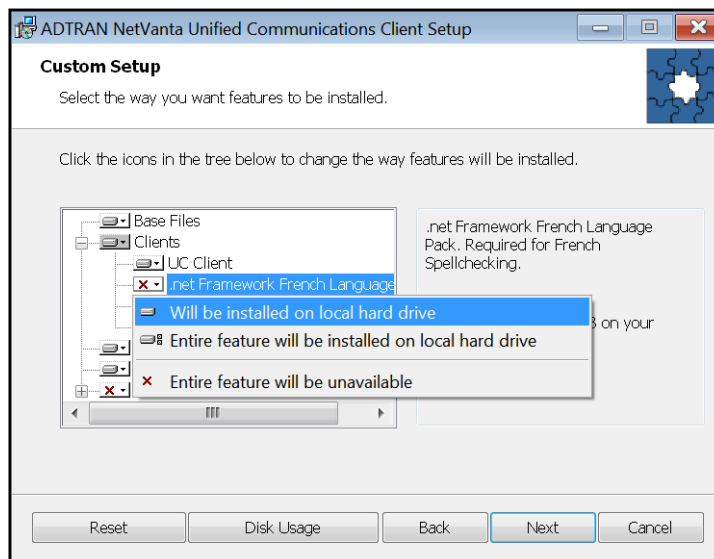 ADTRAN NetVanta Unified Communications Client Setup
Custom Setup
Select the way you want features to be installed.
Click the icons in the tree below to change the way features will be installed.
Base Files
Clients
UC Client
.net Framework French Language
Will be installed on local hard drive
Entire feature will be installed on local hard drive
Entire feature will be unavailable
.net Framework French Language
Pack. Required for French
Spellchecking.
on your
Reset
Disk Usage
Back
Next
Cancel